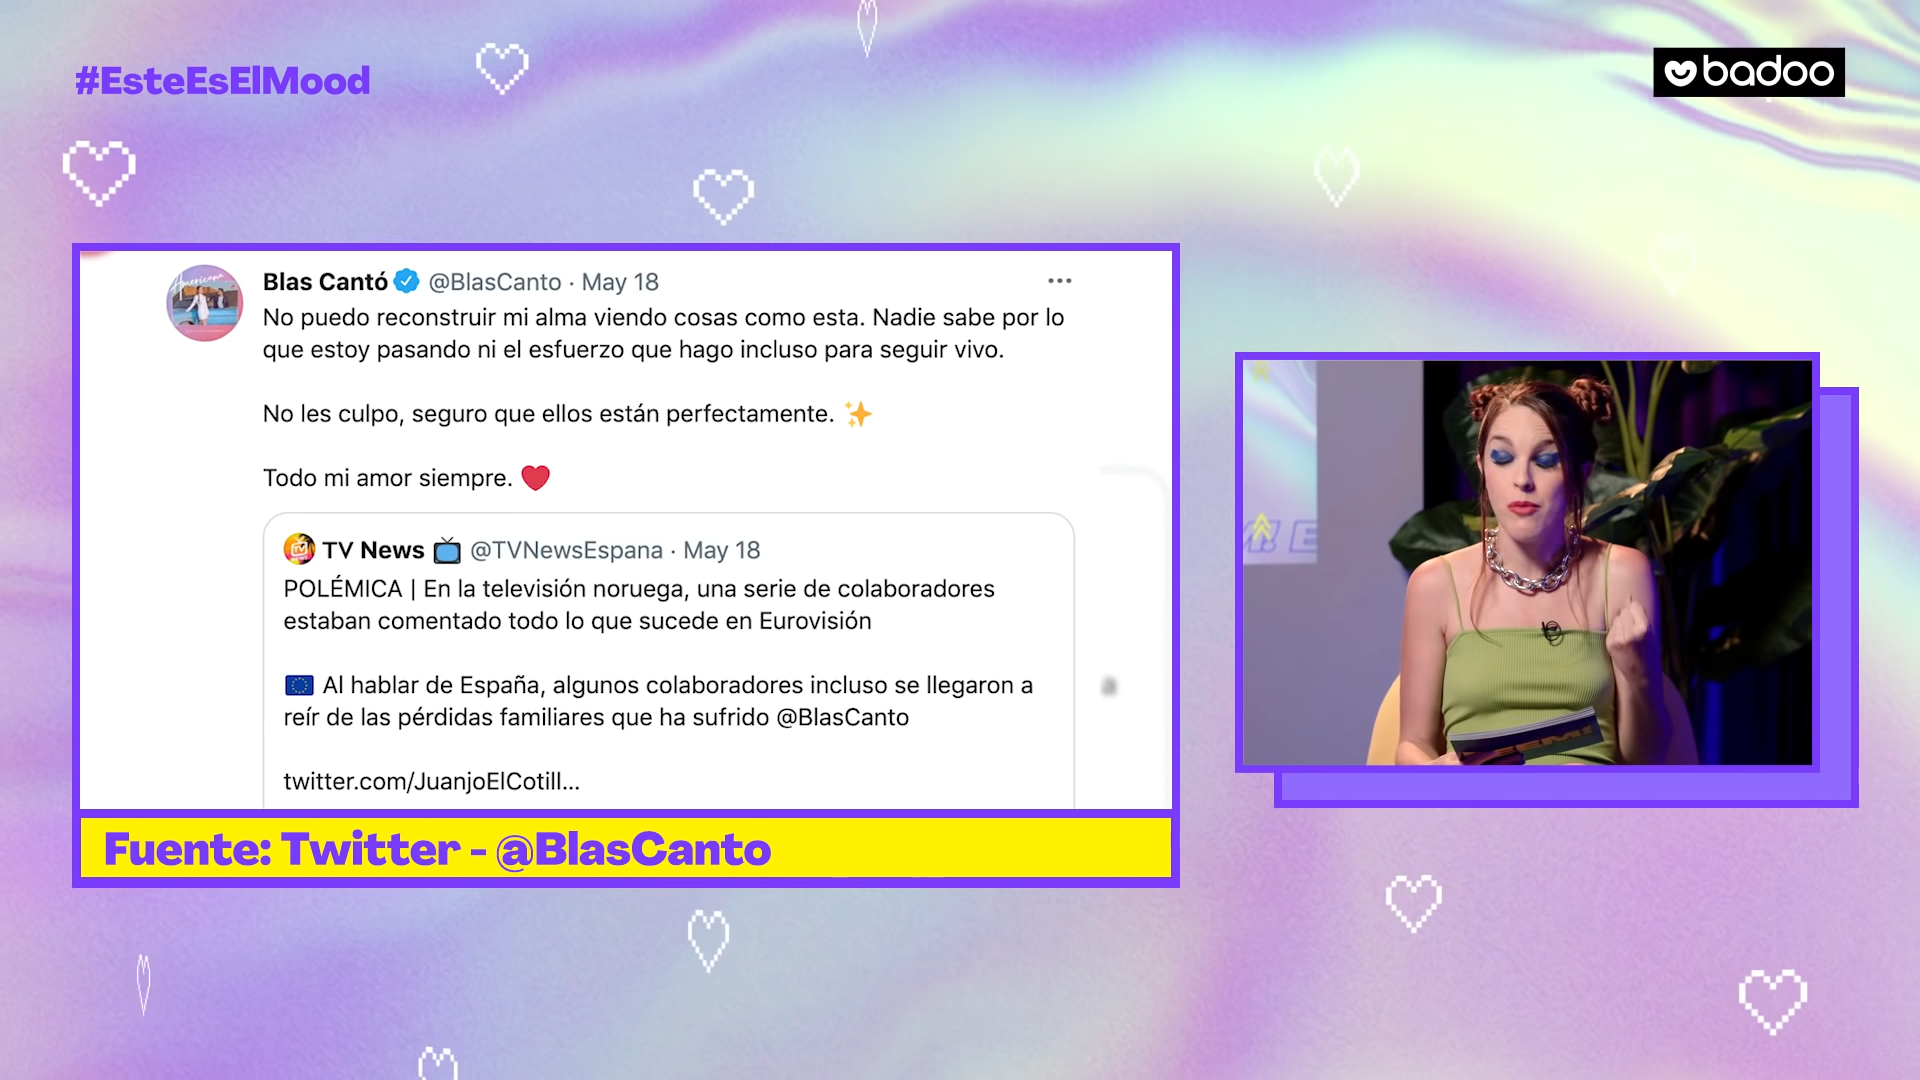 #EsteEsElMood
badoo
Blas Cantó @BlasCanto · May 18
No puedo reconstruir mi alma viendo cosas como esta. Nadie sabe por lo
que estoy pasando ni el esfuerzo que hago incluso para seguir vivo.
No les culpo, seguro que ellos están perfectamente. ✨
Todo mi amor siempre. ❤️
TV News 📺 @TVNewsEspana · May 18
POLÉMICA | En la televisión noruega, una serie de colaboradores
estaban comentado todo lo que sucede en Eurovisión
🇪🇺 Al hablar de España, algunos colaboradores incluso se llegaron a
reír de las pérdidas familiares que ha sufrido @BlasCanto
twitter.com/JuanjoElCotill...
Fuente: Twitter - @BlasCanto